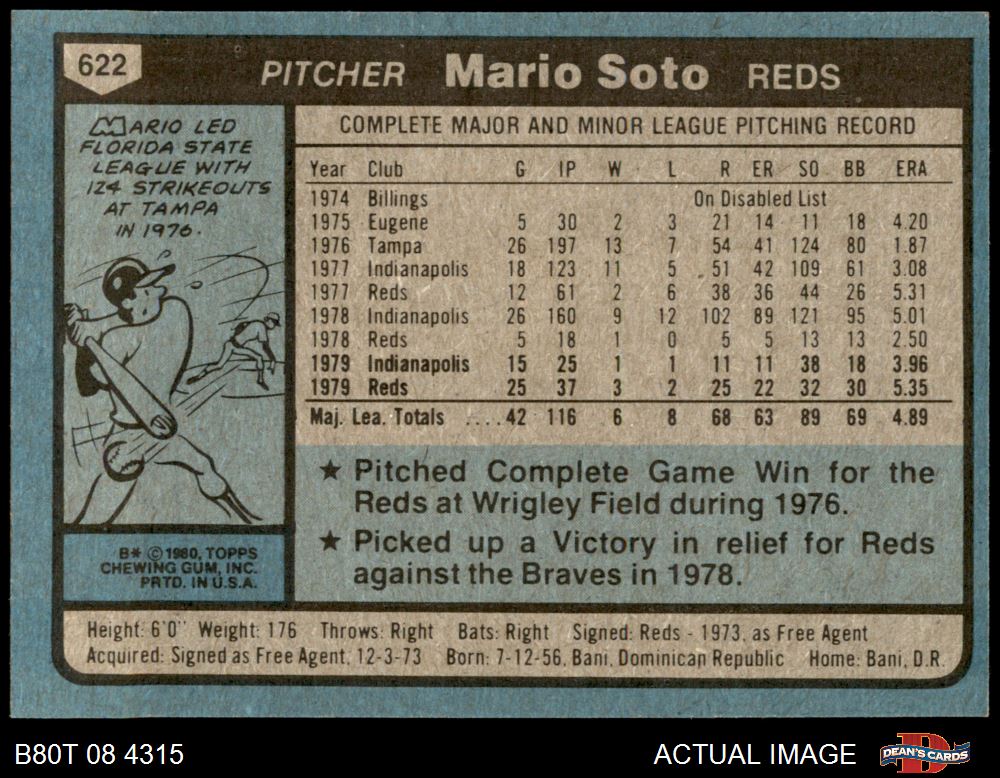 622
PITCHER Mario Soto REDS
MARIO LED
FLORIDA STATE
LEAGUE WITH
124 STRIKEOUTS
AT TAMPA
IN 1976.
COMPLETE MAJOR AND MINOR LEAGUE PITCHING RECORD
Year Club G IP W L R ER SO BB ERA
1974 Billings On Disabled List
1975 Eugene 5 30 2 3 21 14 11 18 4.20
1976 Tampa 26 197 13 7 54 41 124 80 1.87
1977 Indianapolis 18 123 11 5 51 42 109 61 3.08
1977 Reds 12 61 2 6 38 36 44 26 5.31
1978 Indianapolis 26 160 9 12 102 89 121 95 5.01
1978 Reds 5 18 1 0 5 5 13 13 2.50
1979 Indianapolis 15 25 1 1 11 11 38 18 3.96
1979 Reds 25 37 3 2 25 22 32 30 5.35
Maj. Lea. Totals ....42 116 6 8 68 63 89 69 4.89
★ Pitched Complete Game Win for the
Reds at Wrigley Field during 1976.
★ Picked up a Victory in relief for Reds
against the Braves in 1978.
B* © 1980, TOPPS
CHEWING GUM, INC.
PRTD. IN U.S.A.
Height: 6'0" Weight: 176 Throws: Right Bats: Right Signed: Reds - 1973, as Free Agent
Acquired: Signed as Free Agent, 12-3-73 Born: 7-12-56, Bani, Dominican Republic Home: Bani, D.R.
B80T 08 4315
ACTUAL IMAGE
DEAN'S CARDS